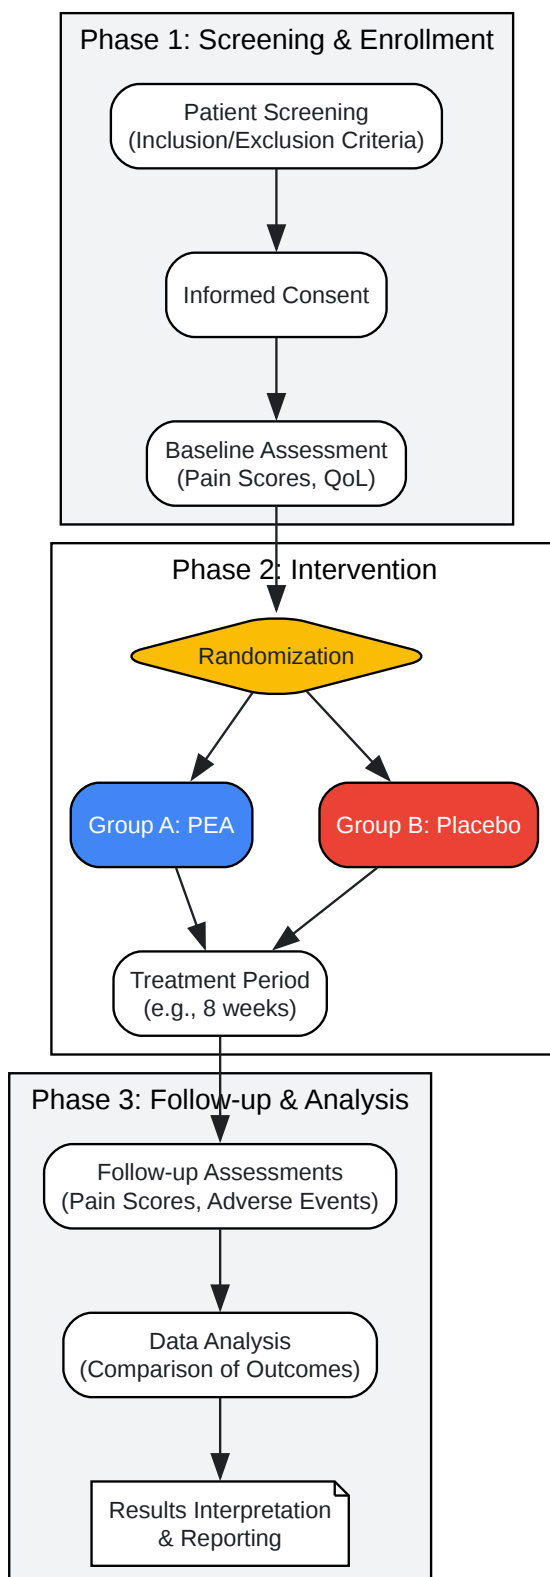 Phase 1: Screening & Enrollment
Patient Screening
(Inclusion/Exclusion Criteria)
Informed Consent
Baseline Assessment
(Pain Scores, QoL)
Phase 2: Intervention
Randomization
Group A: PEA
Group B: Placebo
Treatment Period
(e.g., 8 weeks)
Phase 3: Follow-up & Analysis
Follow-up Assessments
(Pain Scores, Adverse Events)
Data Analysis
(Comparison of Outcomes)
Results Interpretation
& Reporting